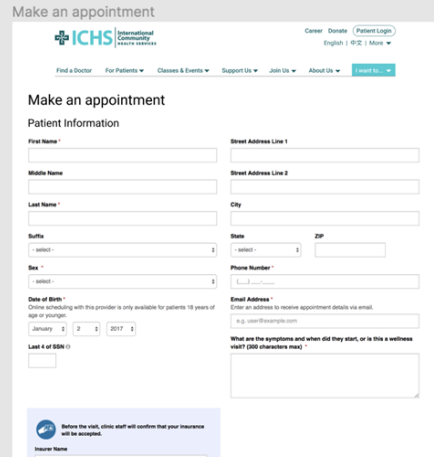 Make an appointment
ICHS International Community HEALTH SERVICES
Career Donate Patient Login
English | 中文 | More
Find a Doctor For Patients Classes & Events Support Us Join Us About Us I want to...
Make an appointment
Patient Information
First Name *
Street Address Line 1
Middle Name
Street Address Line 2
Last Name *
City
Suffix
State
ZIP
- select -
- select -
Sex *
Phone Number *
- select -
(___) ___-____
Date of Birth *
Online scheduling with this provider is only available for patients 18 years of
age or younger.
Email Address *
Enter an address to receive appointment details via email.
January 2 2017
e.g. user@example.com
Last 4 of SSN
What are the symptoms and when did they start, or is this a wellness
visit? (300 characters max) *
Before the visit, clinic staff will confirm that your insurance
will be accepted.
Insurer Name